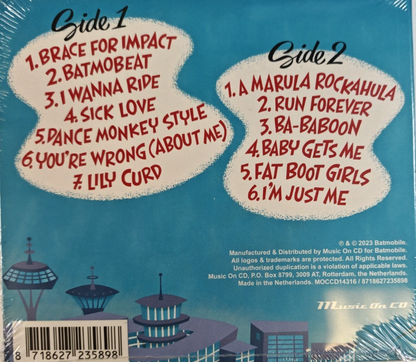 Side 1
1. BRACE FOR IMPACT
2. BATMOBEAT
3. I WANNA RIDE
4. SICK LOVE
5. DANCE MONKEY STYLE
6. YOU'RE WRONG (ABOUT ME)
7. LILY CURD
Side 2
1. A MARULA ROCKAHULA
2. RUN FOREVER
3. BA-BABOON
4. BABY GETS ME
5. FAT BOOT GIRLS
6. I'M JUST ME
℗ & © 2023 Batmobile.
Manufactured & Distributed by Music On CD for Batmobile.
All logos & trademarks are protected. All Rights Reserved.
Unauthorized duplication is a violation of applicable laws.
Music On CD, P.O. Box 8799, 3009 AT, Rotterdam, the Netherlands.
Made in the Netherlands. MOCCD14316 / 8718627235898
Music On CD
8 718627 235898